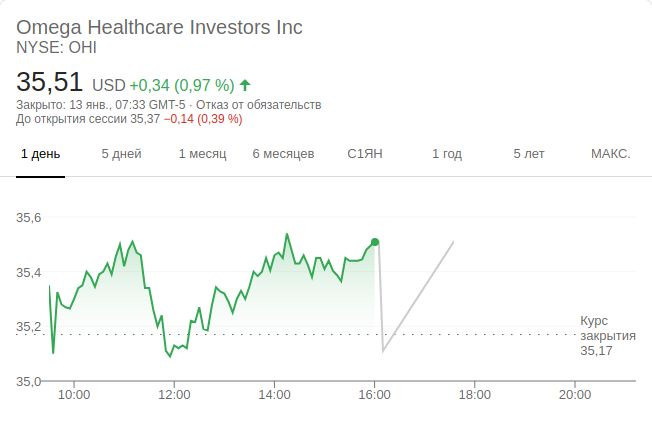 Omega Healthcare Investors Inc
NYSE: OHI
35,51 USD +0,34 (0,97 %)
Закрыто: 13 янв., 07:33 GMT-5 · Отказ от обязательств
До открытия сессии 35,37 −0,14 (0,39 %)
1 день 5 дней 1 месяц 6 месяцев С1ЯН 1 год 5 лет МАКС.
35,6
35,4
35,2
35,0
Курс
закрытия
35,17
10:00 12:00 14:00 16:00 18:00 20:00